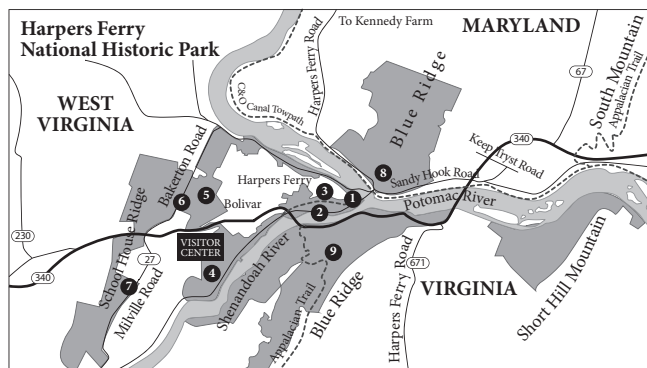 Harpers Ferry
National Historic Park
To Kennedy Farm
MARYLAND
WEST
VIRGINIA
C&O
Canal Towpath
Harpers Ferry Road
Blue Ridge
67
South Mountain
Appalachian Trail
340
Keep Tryst Road
Bakerton Road
8
Sandy Hook Road
Harpers Ferry
3
1
5
6
Potomac River
Bolivar
2
School House Ridge
230
VISITOR
CENTER
9
27
4
Shenandoah River
340
7
Millville Road
Appalachian Trail
Blue Ridge
Harpers Ferry Road
671
VIRGINIA
Short Hill Mountain